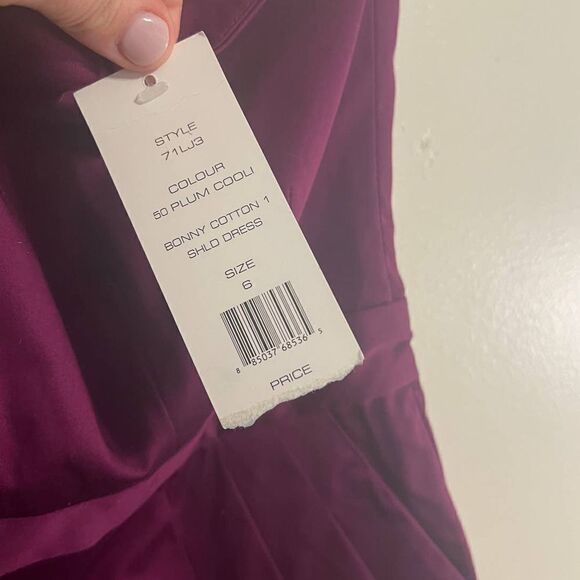 STYLE
71LJ3
COLOUR
50 PLUM COOLI
BONNY COTTON 1
SHLD DRESS
SIZE
6
8 85037 68536 5
PRICE